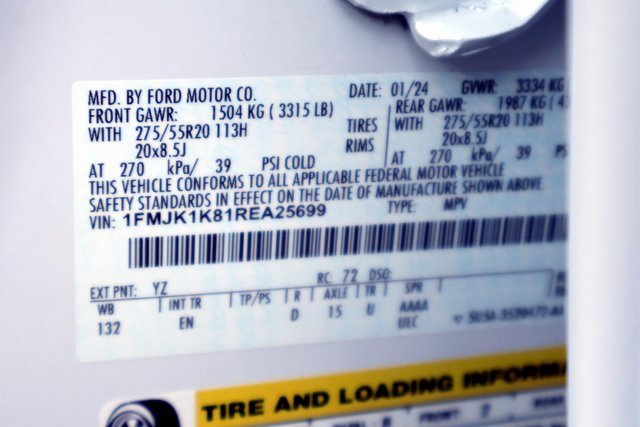 MFD. BY FORD MOTOR CO. DATE: 01/24 GVWR: 3334 KG
FRONT GAWR: 1504 KG ( 3315 LB) REAR GAWR: 1987 KG
WITH 275/55R20 113H TIRES WITH 275/55R20 113H
20x8.5J RIMS 20x8.5J
AT 270 kPa/ 39 PSI COLD AT 270 kPa/ 39
THIS VEHICLE CONFORMS TO ALL APPLICABLE FEDERAL MOTOR VEHICLE
SAFETY STANDARDS IN EFFECT ON THE DATE OF MANUFACTURE SHOWN ABOVE.
VIN: 1FMJK1K81REA25699 TYPE: MPV
EXT PNT: YZ RC: 72 DSO:
WB INT TR TP/PS R AXLE TR SPR
132 EN D 15 U AAAA
ULC
TIRE AND LOADING